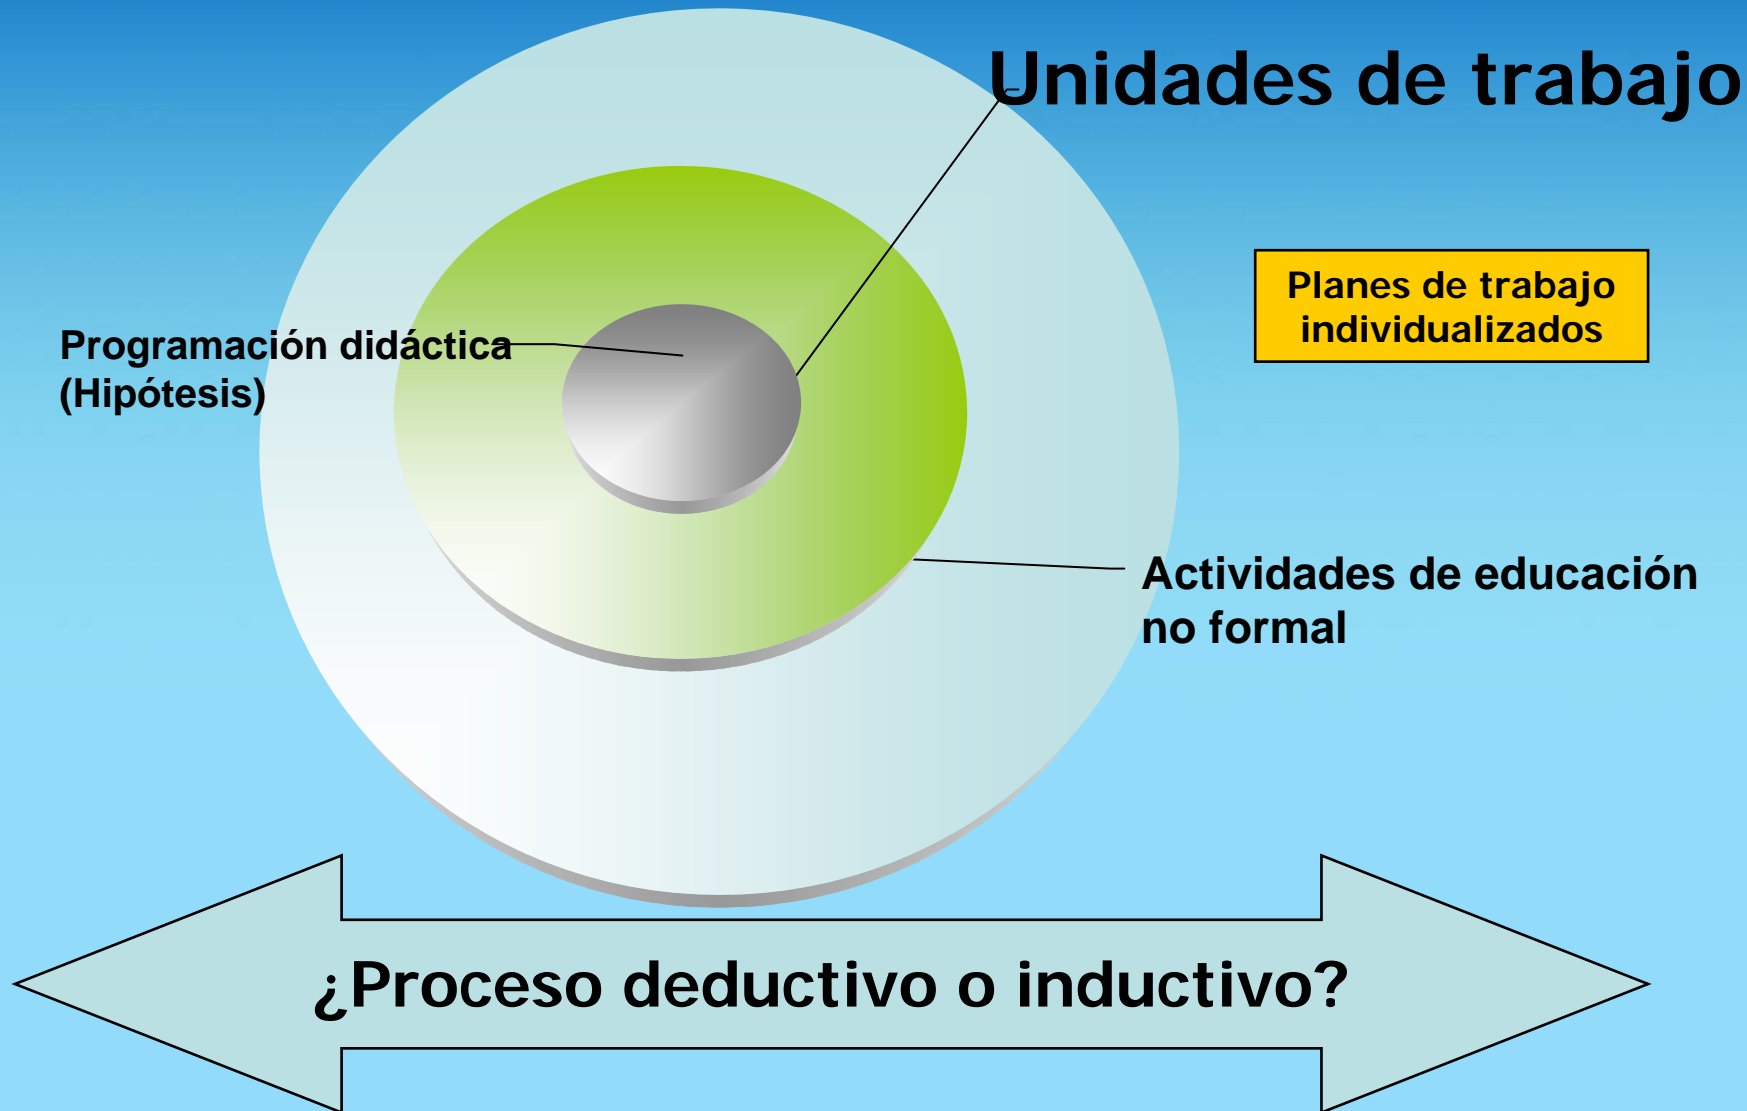 Unidades de trabajo
Planes de trabajo
individualizados
Programación didáctica
(Hipótesis)
Actividades de educación
no formal
¿Proceso deductivo o inductivo?